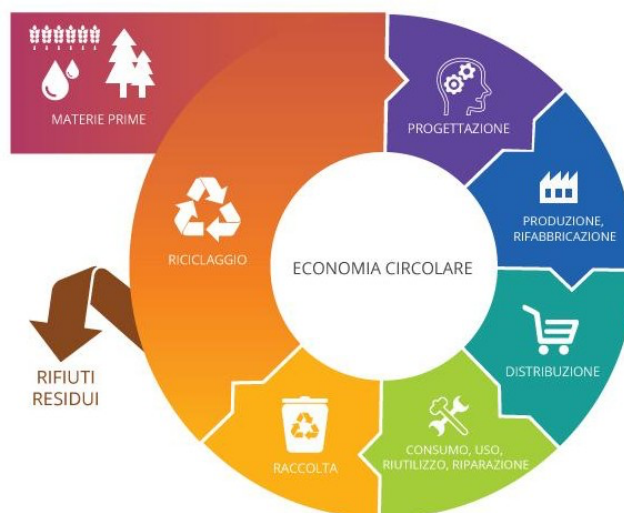 MATERIE PRIME
PROGETTAZIONE
PRODUZIONE,
RIFABBRICAZIONE
DISTRIBUZIONE
CONSUMO, USO,
RIUTILIZZO, RIPARAZIONE
RACCOLTA
RICICLAGGIO
RIFIUTI
RESIDUI
ECONOMIA CIRCOLARE